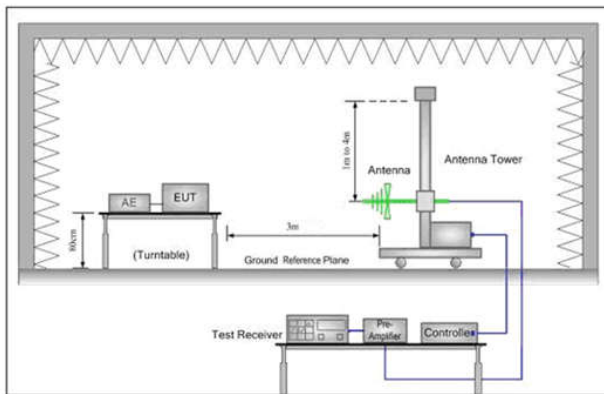 1m to 4m
Antenna
Antenna Tower
AE
EUT
80cm
(Turntable)
3m
Ground Reference Plane
Test Receiver
Pre-
Amplifier
Controller